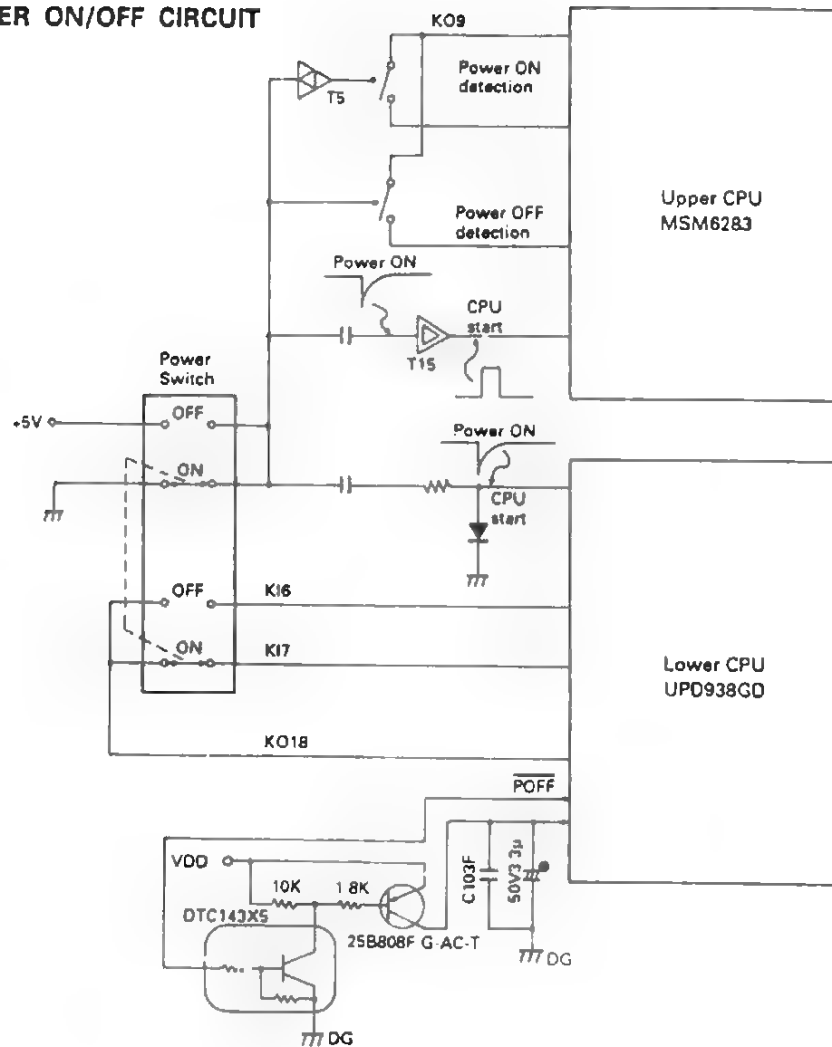 ER ON/OFF CIRCUIT
KO9
Power ON
detection
T5
Upper CPU
MSM6283
Power OFF
detection
Power ON
CPU
start
T15
Power
Switch
+5V
OFF
ON
Power ON
CPU
start
OFF
KI6
ON
KI7
Lower CPU
UPD938GD
KO18
POFF
VDD
10K
1.8K
C103F
50V3.3μ
DTC143XS
2SB808F G-AC-T
DG
DG